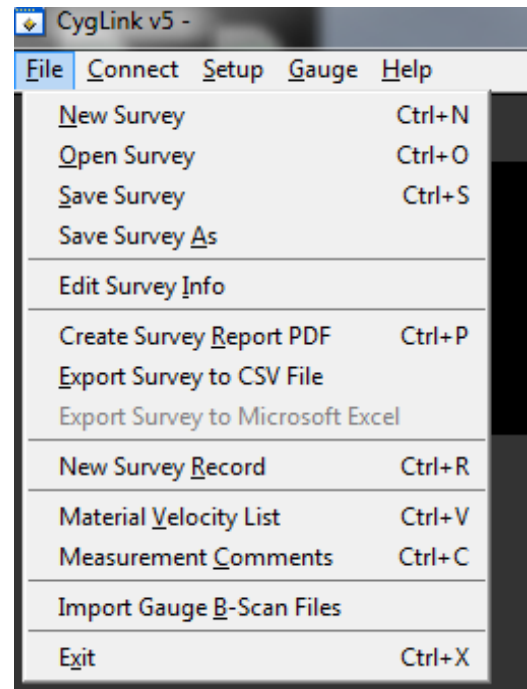 CygLink v5 -
File Connect Setup Gauge Help
New Survey Ctrl+N
Open Survey Ctrl+O
Save Survey Ctrl+S
Save Survey As
Edit Survey Info
Create Survey Report PDF Ctrl+P
Export Survey to CSV File
Export Survey to Microsoft Excel
New Survey Record Ctrl+R
Material Velocity List Ctrl+V
Measurement Comments Ctrl+C
Import Gauge B-Scan Files
Exit Ctrl+X